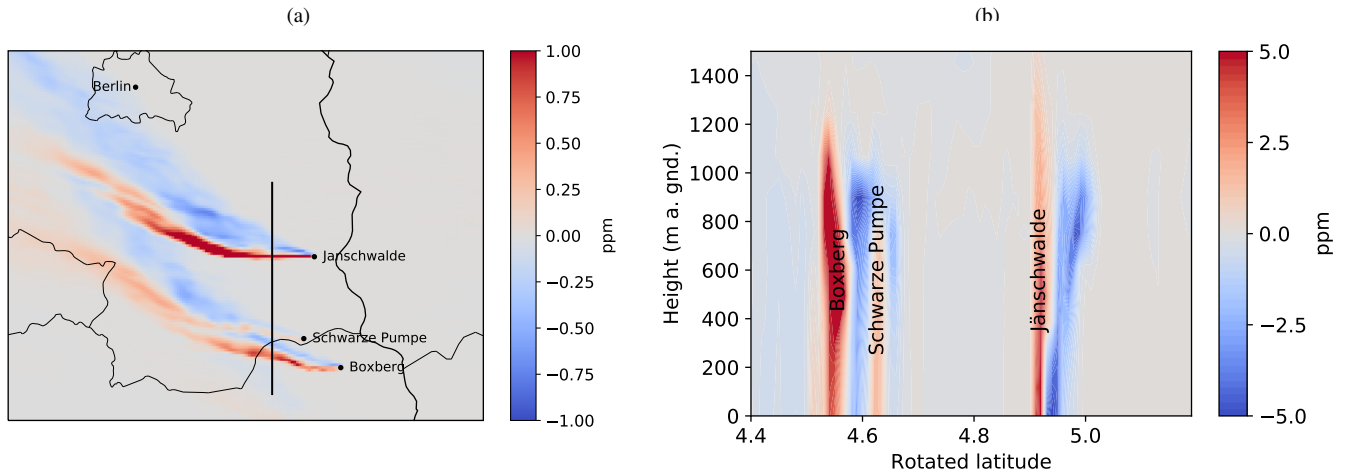 (a)
(b)
Berlin
Jänschwalde
Schwarze Pumpe
Boxberg
1.00
0.75
0.50
0.25
0.00
−0.25
−0.50
−0.75
−1.00
ppm
Height (m a. gnd.)
1400
1200
1000
800
600
400
200
0
4.4
4.6
4.8
5.0
Rotated latitude
Boxberg
Schwarze Pumpe
Jänschwalde
5.0
2.5
0.0
−2.5
−5.0
ppm